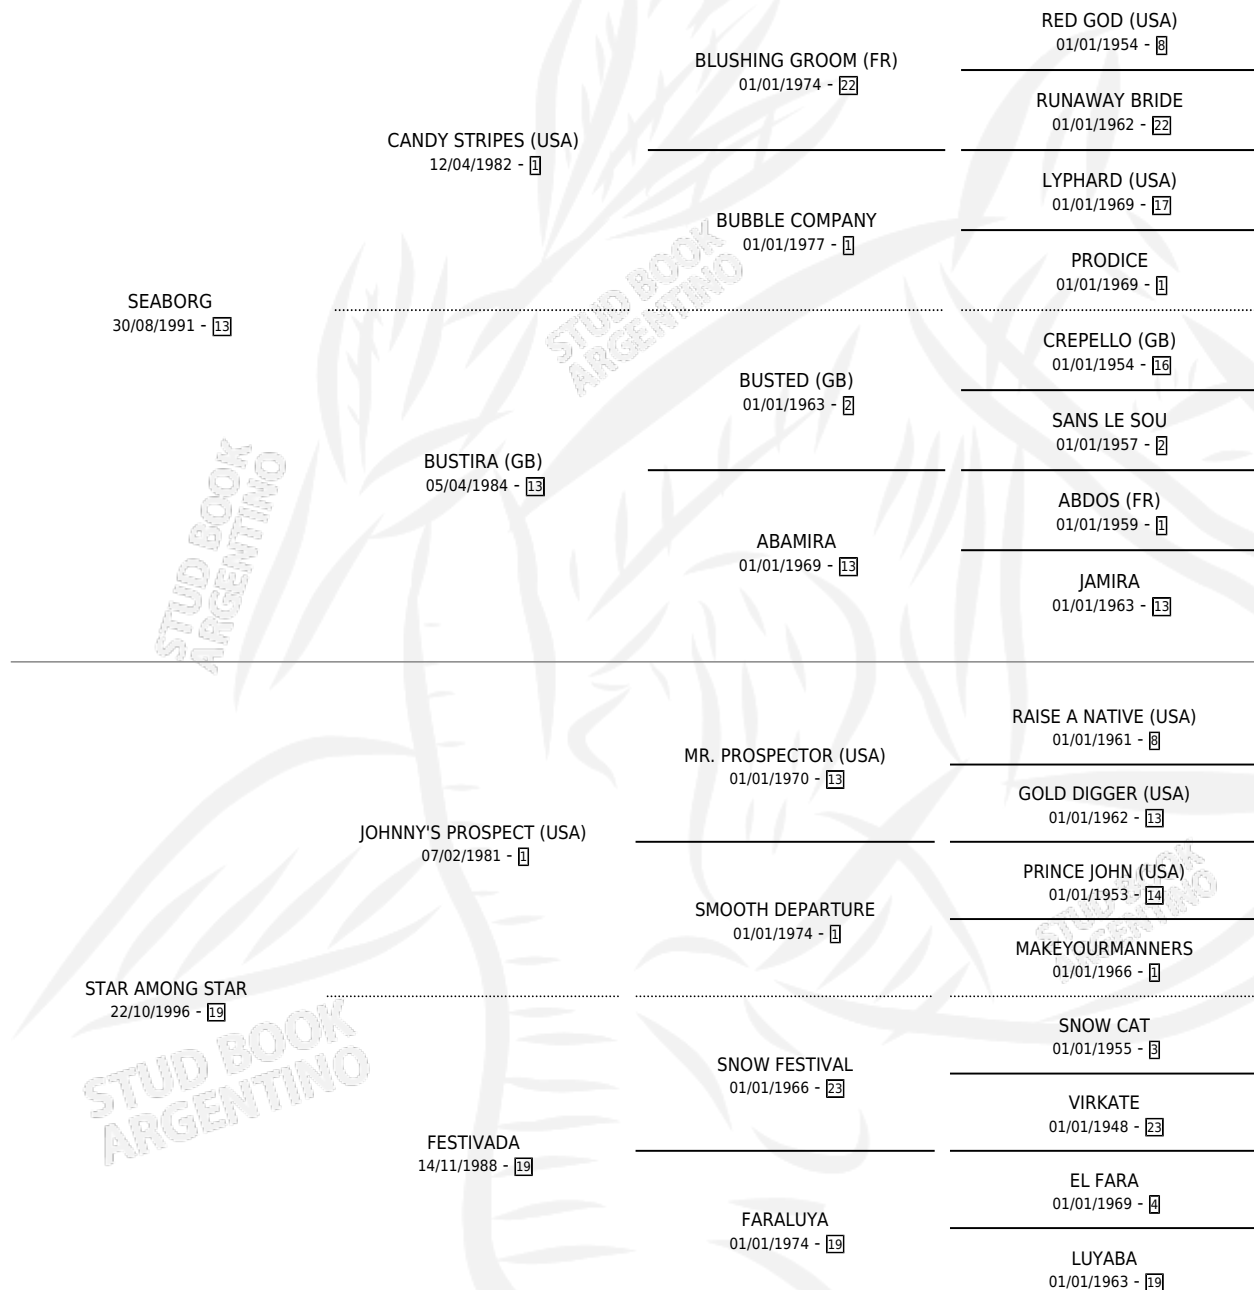 RED GOD (USA)
01/01/1954 - 8
BLUSHING GROOM (FR)
01/01/1974 - 22
RUNAWAY BRIDE
01/01/1962 - 22
CANDY STRIPES (USA)
12/04/1982 - 1
LYPHARD (USA)
01/01/1969 - 17
BUBBLE COMPANY
01/01/1977 - 1
PRODICE
01/01/1969 - 1
SEABORG
30/08/1991 - 13
STUD BOOK
ARGENTINO
CREPELLO (GB)
01/01/1954 - 16
BUSTED (GB)
01/01/1963 - 2
SANS LE SOU
01/01/1957 - 2
BUSTIRA (GB)
05/04/1984 - 13
ABDOS (FR)
01/01/1959 - 1
ABAMIRA
01/01/1969 - 13
JAMIRA
01/01/1963 - 13
STUD BOOK
ARGENTINO
RAISE A NATIVE (USA)
01/01/1961 - 8
MR. PROSPECTOR (USA)
01/01/1970 - 13
GOLD DIGGER (USA)
01/01/1962 - 13
JOHNNY'S PROSPECT (USA)
07/02/1981 - 1
PRINCE JOHN (USA)
01/01/1953 - 14
SMOOTH DEPARTURE
01/01/1974 - 1
STUD BOOK
ARGENTINO
MAKEYOURMANNERS
01/01/1966 - 1
STAR AMONG STAR
22/10/1996 - 19
SNOW CAT
01/01/1955 - 3
SNOW FESTIVAL
01/01/1966 - 23
STUD BOOK
ARGENTINO
VIRKATE
01/01/1948 - 23
FESTIVADA
14/11/1988 - 19
EL FARA
01/01/1969 - 4
FARALUYA
01/01/1974 - 19
LUYABA
01/01/1963 - 19